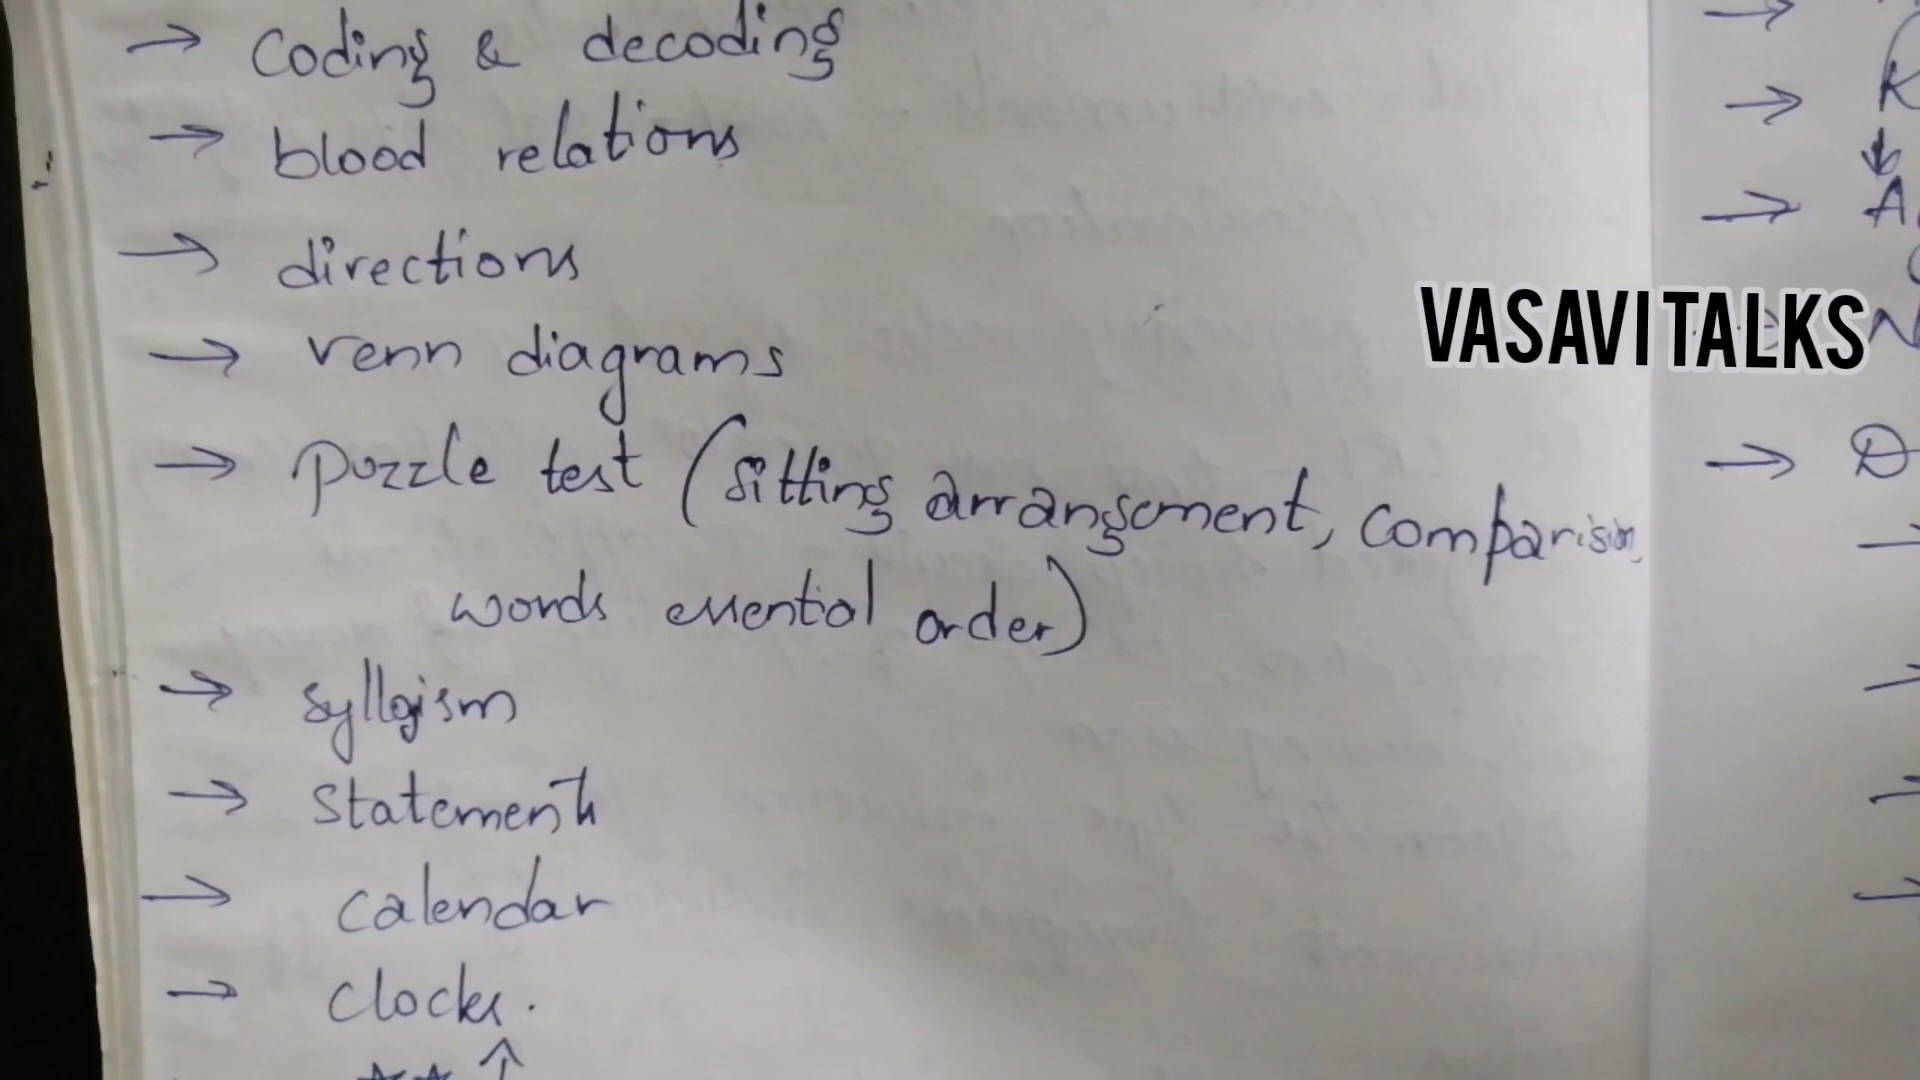 → Coding & decoding
→ blood relations
→ directions
→ venn diagrams
→ puzzle test (sitting arrangement, comparision,
words essential order)
→ syllogism
→ statements
→ calendar
→ clocks.
VASAVI TALKS